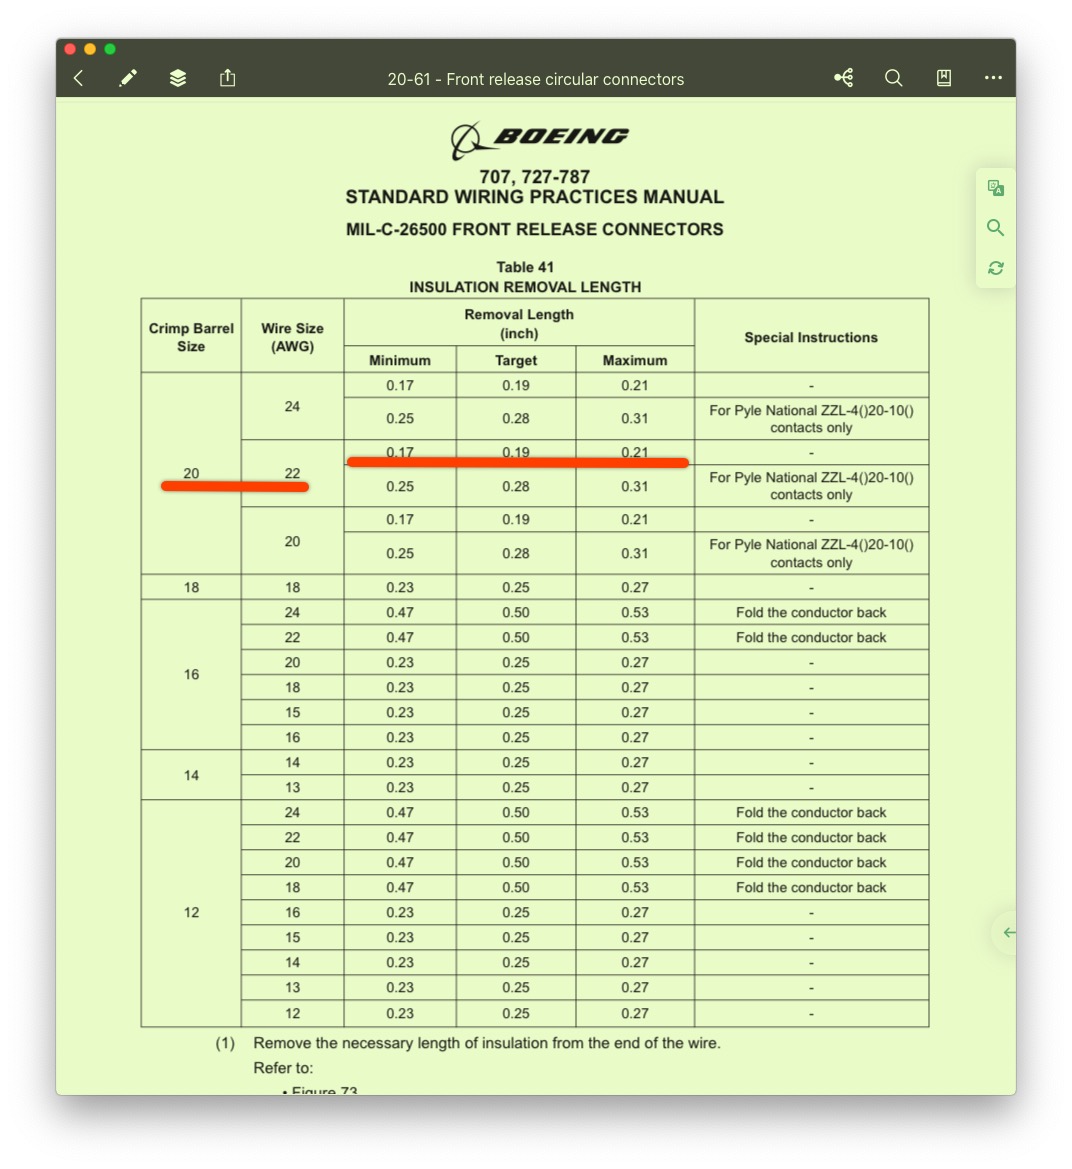 20-61 - Front release circular connectors
BOEING
707, 727-787
STANDARD WIRING PRACTICES MANUAL
MIL-C-26500 FRONT RELEASE CONNECTORS
Table 41
INSULATION REMOVAL LENGTH
Crimp Barrel Size Wire Size (AWG) Removal Length (inch) Special Instructions
Minimum Target Maximum
20 24 0.17 0.19 0.21 -
0.25 0.28 0.31 For Pyle National ZZL-4()20-10() contacts only
22 0.17 0.19 0.21 -
0.25 0.28 0.31 For Pyle National ZZL-4()20-10() contacts only
20 0.17 0.19 0.21 -
0.25 0.28 0.31 For Pyle National ZZL-4()20-10() contacts only
18 18 0.23 0.25 0.27 -
16 24 0.47 0.50 0.53 Fold the conductor back
22 0.47 0.50 0.53 Fold the conductor back
20 0.23 0.25 0.27 -
18 0.23 0.25 0.27 -
15 0.23 0.25 0.27 -
16 0.23 0.25 0.27 -
14 14 0.23 0.25 0.27 -
13 0.23 0.25 0.27 -
12 24 0.47 0.50 0.53 Fold the conductor back
22 0.47 0.50 0.53 Fold the conductor back
20 0.47 0.50 0.53 Fold the conductor back
18 0.47 0.50 0.53 Fold the conductor back
16 0.23 0.25 0.27 -
15 0.23 0.25 0.27 -
14 0.23 0.25 0.27 -
13 0.23 0.25 0.27 -
12 0.23 0.25 0.27 -
(1) Remove the necessary length of insulation from the end of the wire.
Refer to:
• Figure 73